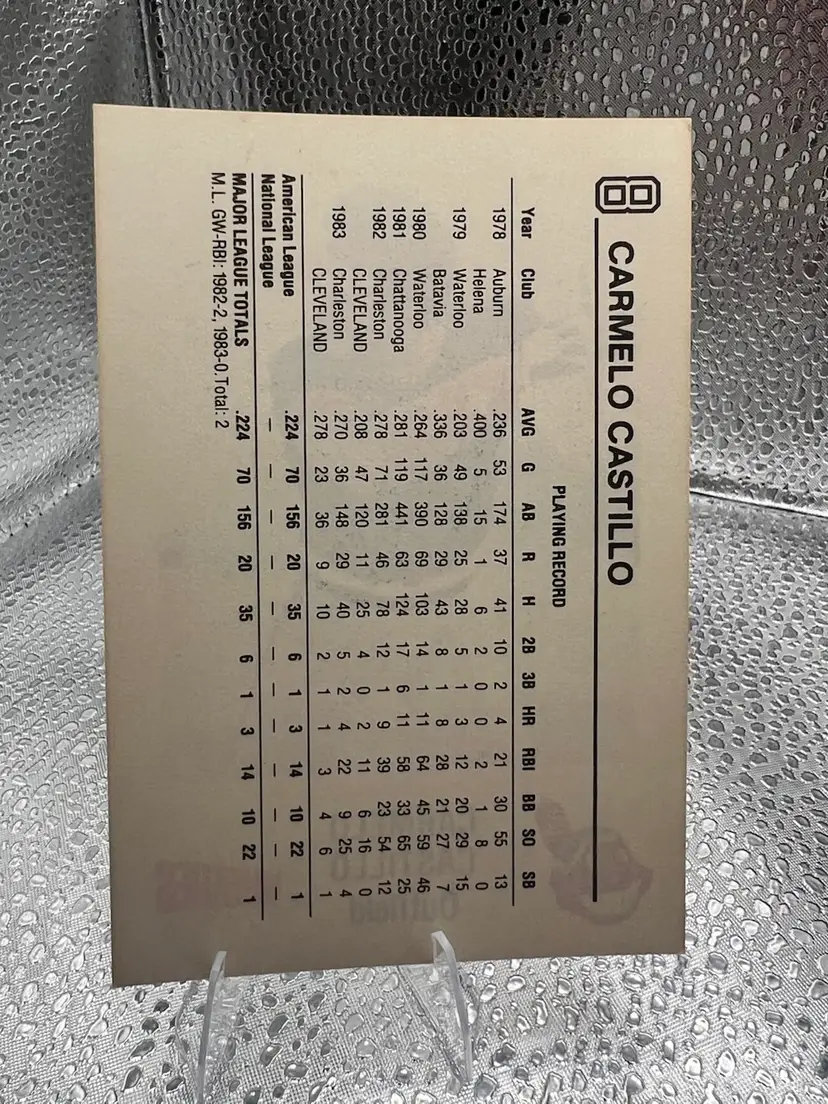 8 CARMELO CASTILLO
PLAYING RECORD
Year Club AVG G AB R H 2B 3B HR RBI BB SO SB
1978 Auburn .236 53 174 37 41 10 2 4 21 30 55 13
Helena .400 5 15 1 6 2 0 0 2 1 8 0
1979 Waterloo .203 49 138 25 28 5 1 3 12 20 29 15
Batavia .336 36 128 29 43 8 1 8 28 21 27 7
1980 Waterloo .264 117 390 69 103 14 1 11 64 45 59 46
1981 Chattanooga .281 119 441 63 124 17 6 11 58 33 65 25
1982 Charleston .278 71 281 46 78 12 1 9 39 23 54 12
CLEVELAND .208 47 120 11 25 4 0 2 11 6 16 0
1983 Charleston .270 36 148 29 40 5 2 4 22 9 25 4
CLEVELAND .278 23 36 9 10 2 1 1 3 4 6 1
American League .224 70 156 20 35 6 1 3 14 10 22 1
National League — — — — — — — — — — — —
MAJOR LEAGUE TOTALS .224 70 156 20 35 6 1 3 14 10 22 1
M.L. GW-RBI: 1982-2, 1983-0. Total: 2